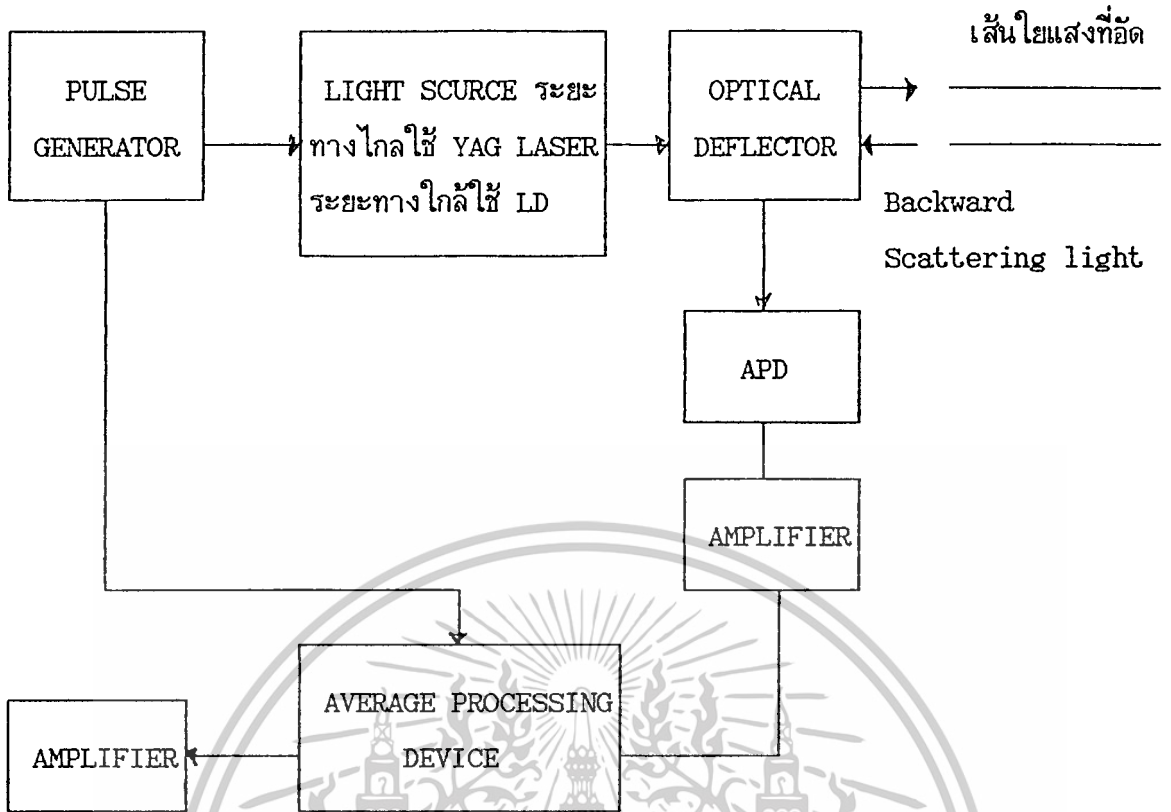 เส้นใยแสงที่อัด
PULSE
GENERATOR
LIGHT SCURCE ระยะ
ทางไกลใช้ YAG LASER
ระยะทางใกล้ใช้ LD
OPTICAL
DEFLECTOR
Backward
Scattering light
APD
AMPLIFIER
AVERAGE PROCESSING
DEVICE
AMPLIFIER